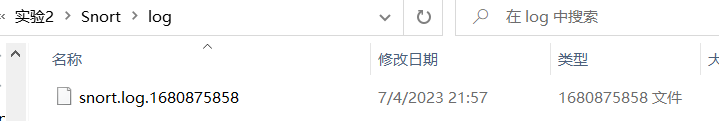 « 实验2 > Snort > log 在 log 中搜索
名称 修改日期 类型
snort.log.1680875858 7/4/2023 21:57 1680875858 文件